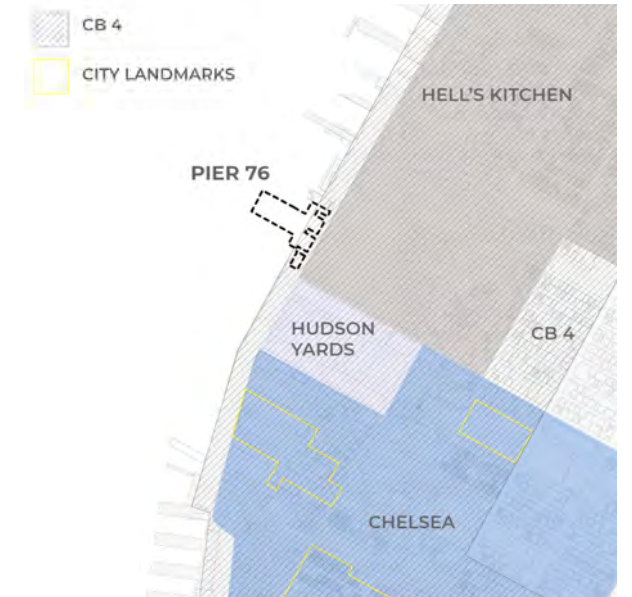 CB 4
CITY LANDMARKS
HELL'S KITCHEN
PIER 76
HUDSON
YARDS
CB 4
CHELSEA